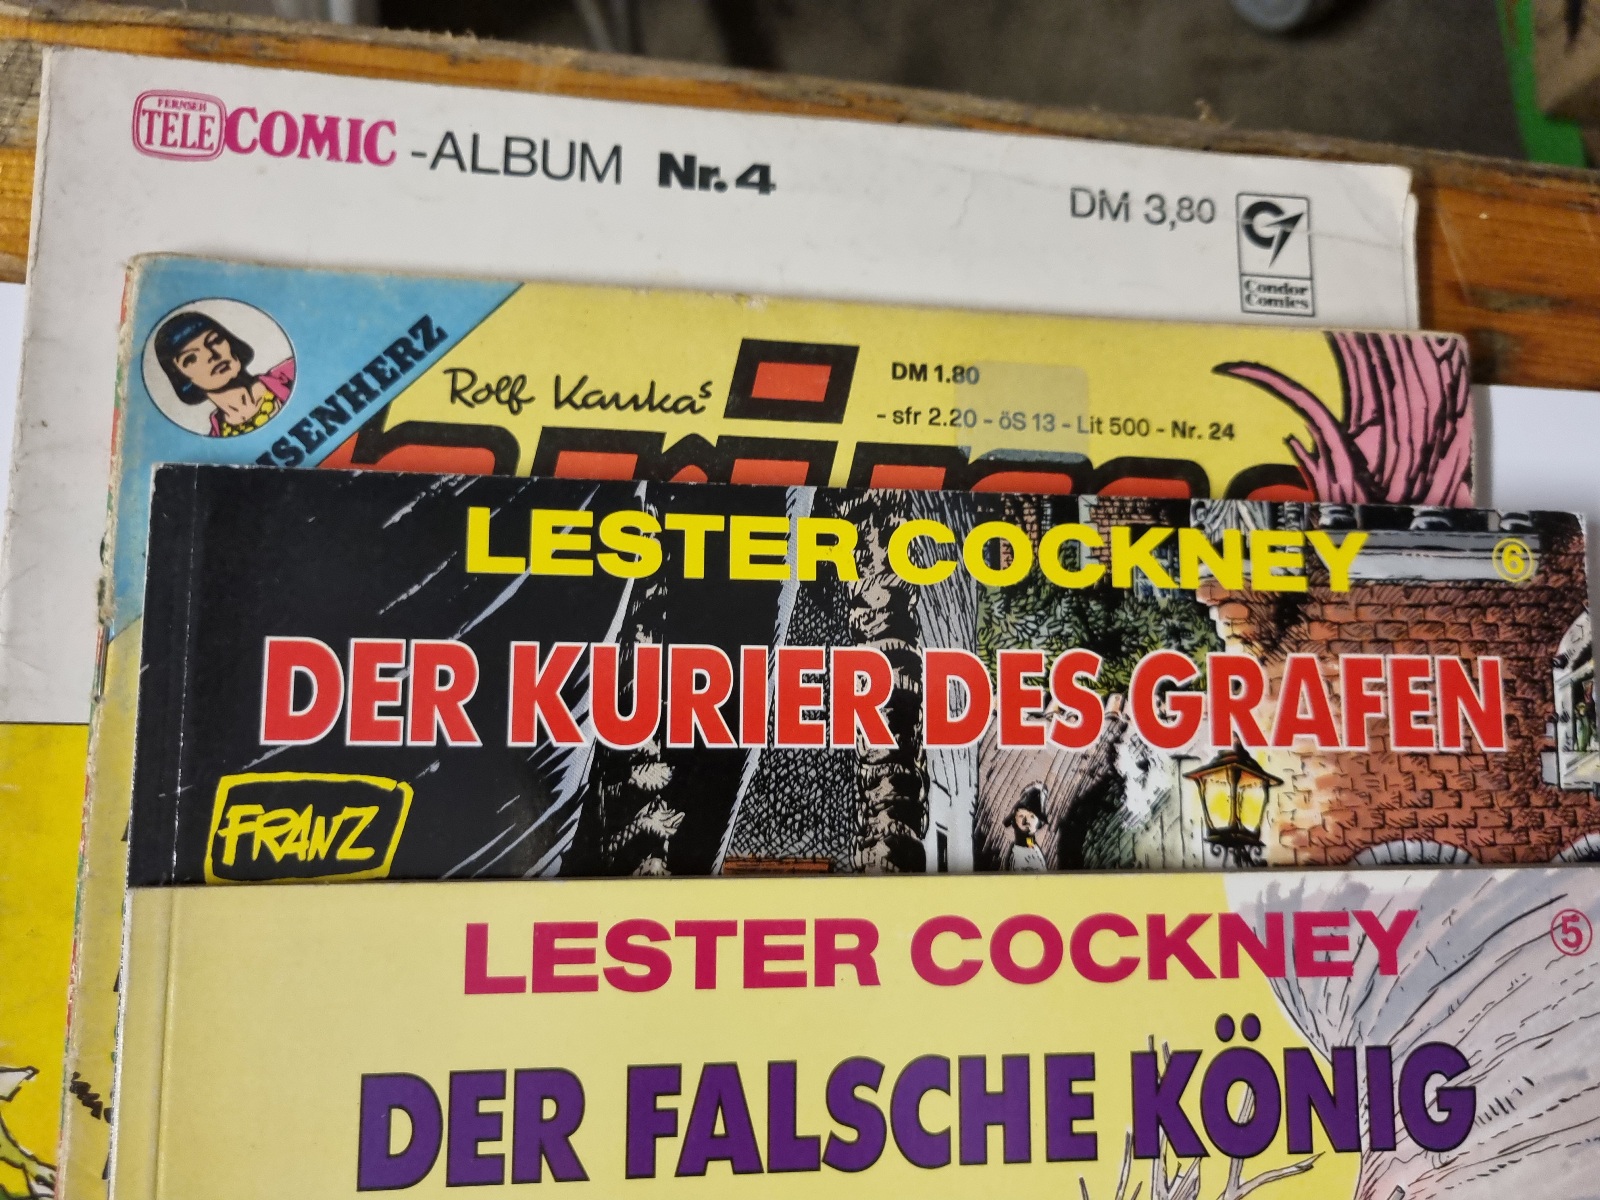 FERNSEH
TELE COMIC -ALBUM Nr. 4
DM 3,80
Condor
Comics
Rolf Kauka's
DM 1.80
- sfr 2.20 - öS 13 - Lit 500 - Nr. 24
LESTER COCKNEY 6
DER KURIER DES GRAFEN
FRANZ
LESTER COCKNEY 5
DER FALSCHE KÖNIG